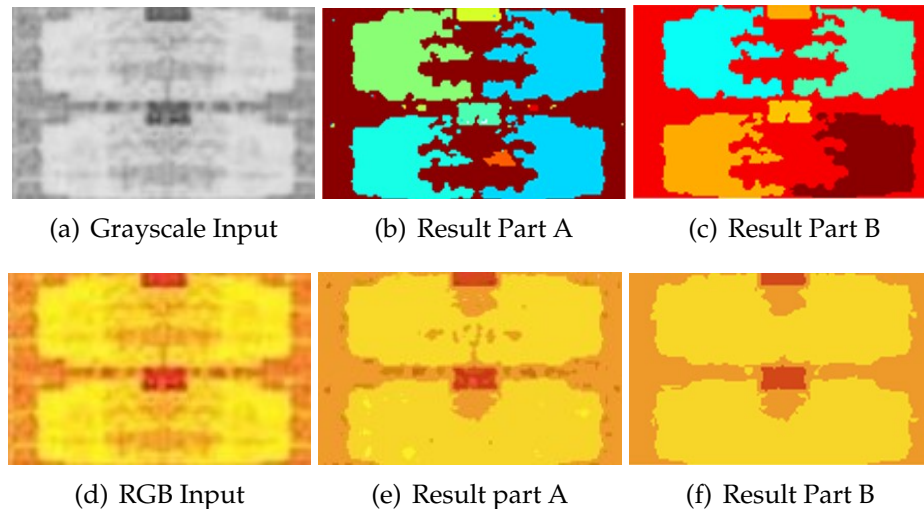 (a) Grayscale Input
(b) Result Part A
(c) Result Part B
(d) RGB Input
(e) Result part A
(f) Result Part B